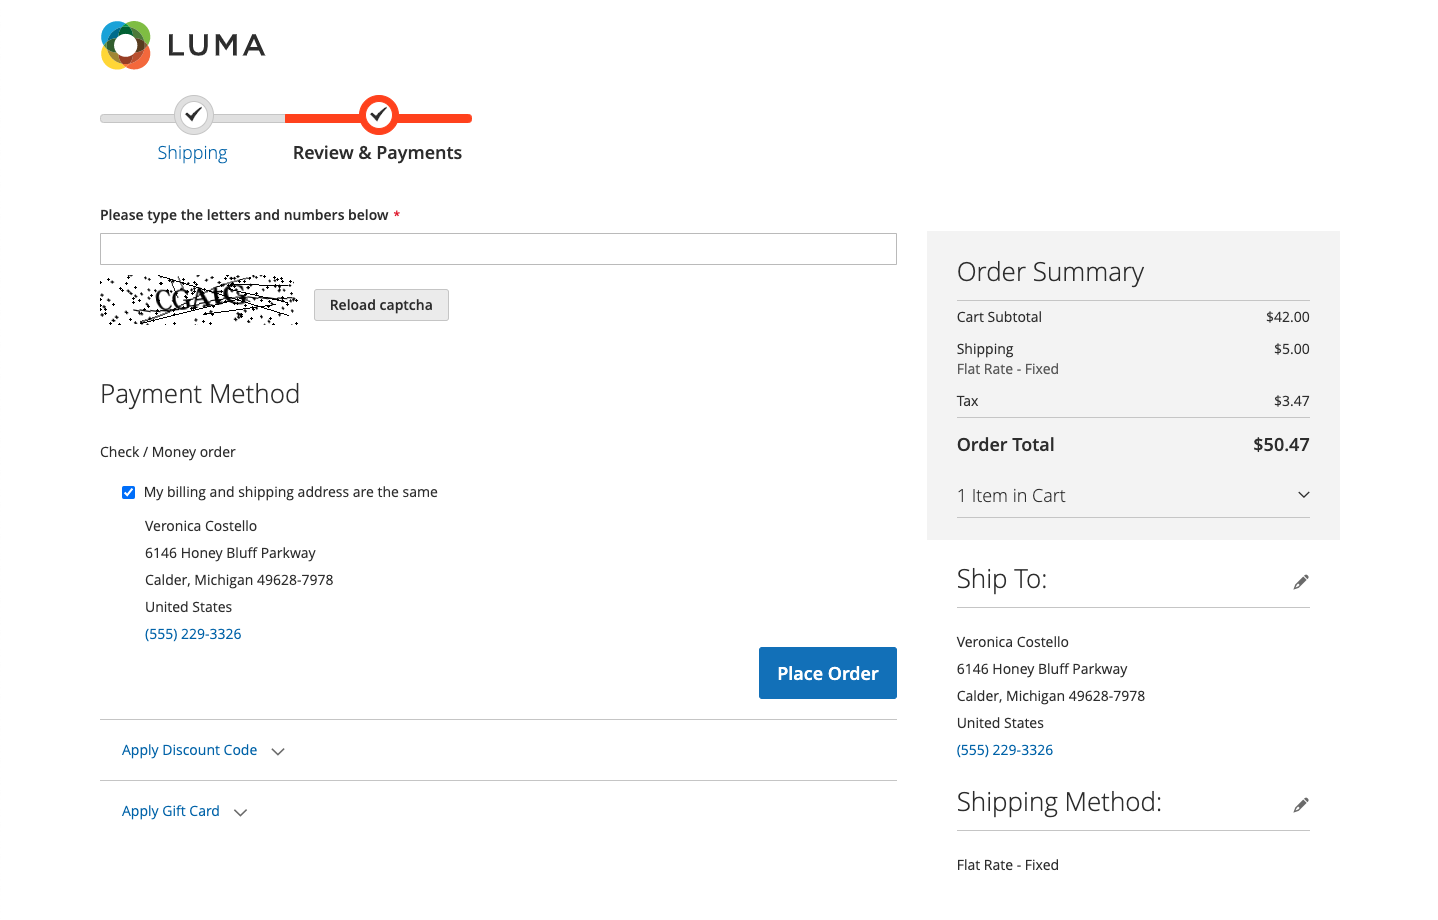 LUMA
Shipping
Review & Payments
Please type the letters and numbers below *
Reload captcha
Payment Method
Check / Money order
My billing and shipping address are the same
Veronica Costello
6146 Honey Bluff Parkway
Calder, Michigan 49628-7978
United States
(555) 229-3326
Place Order
Apply Discount Code
Apply Gift Card
Order Summary
Cart Subtotal $42.00
Shipping $5.00
Flat Rate - Fixed
Tax $3.47
Order Total $50.47
1 Item in Cart
Ship To:
Veronica Costello
6146 Honey Bluff Parkway
Calder, Michigan 49628-7978
United States
(555) 229-3326
Shipping Method:
Flat Rate - Fixed